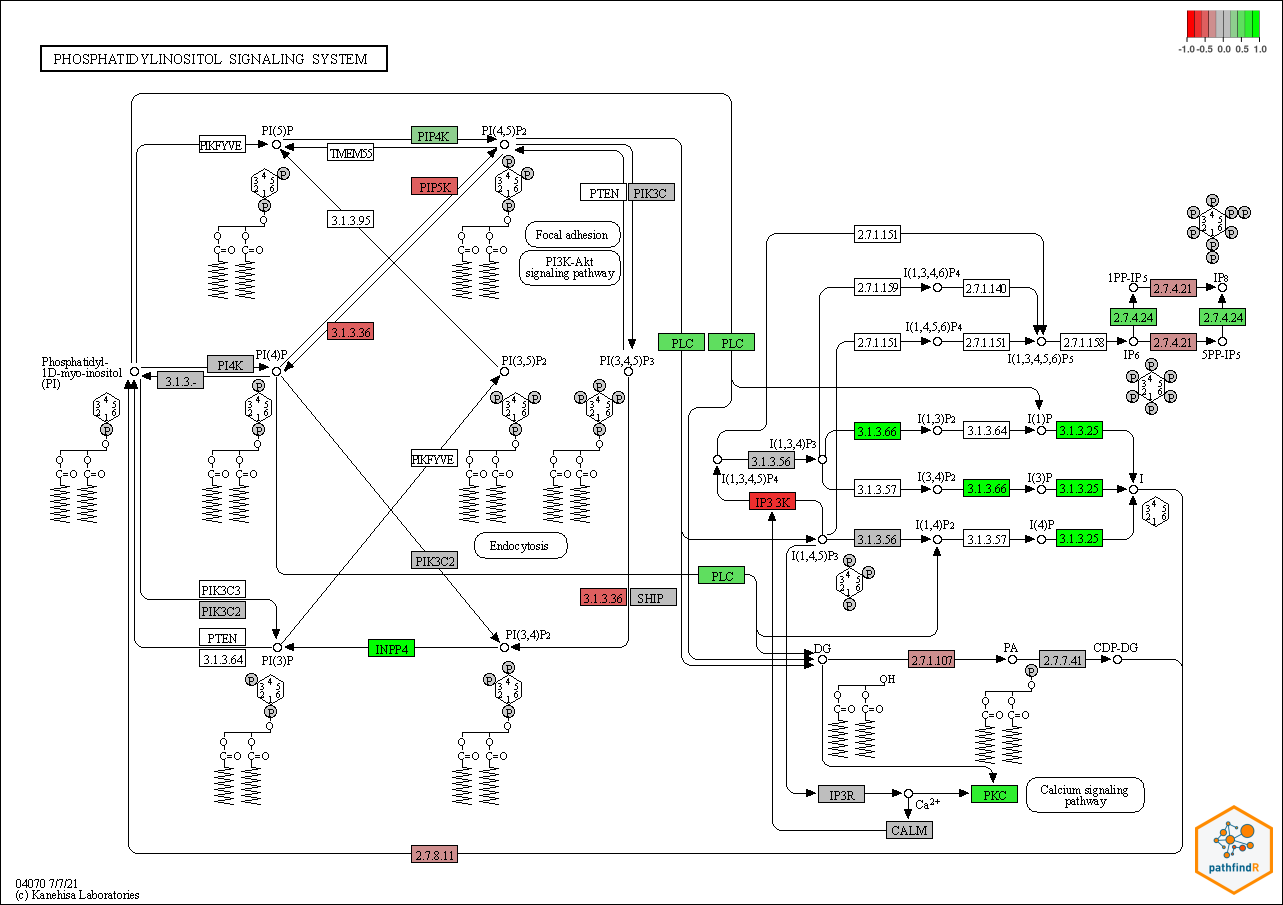 PHOSPHATIDYLINOSITOL SIGNALING SYSTEM
-1.0 -0.5 0.0 0.5 1.0
PI(5)P
PIKFYVE
TMEM55
PIP4K
PI(4,5)P2
PIP5K
PTEN
PIK3C
3.1.3.95
Focal adhesion
PI3K-Akt
signaling pathway
3.1.3.36
Phosphatidyl-
1D-myo-inositol
(PI)
PI4K
3.1.3.-
PI(4)P
PI(3,5)P2
PI(3,4,5)P3
PLC
PLC
PIKFYVE
Endocytosis
PIK3C2
PIK3C3
PIK3C2
PTEN
3.1.3.64
PI(3)P
INPP4
PI(3,4)P2
3.1.3.36
SHIP
PLC
2.7.1.151
2.7.1.159
I(1,3,4,6)P4
2.7.1.140
2.7.1.151
I(1,4,5,6)P4
2.7.1.151
I(1,3,4,5,6)P5
2.7.1.158
IP6
1PP-IP5
2.7.4.21
IP8
2.7.4.24
2.7.4.24
2.7.4.21
5PP-IP5
I(1,3,4)P3
3.1.3.56
I(1,3,4,5)P4
IP3 3K
3.1.3.66
I(1,3)P2
3.1.3.64
I(1)P
3.1.3.25
3.1.3.57
I(3,4)P2
3.1.3.66
I(3)P
3.1.3.25
I
I(1,4,5)P3
3.1.3.56
I(1,4)P2
3.1.3.57
I(4)P
3.1.3.25
DG
2.7.1.107
PA
2.7.7.41
CDP-DG
OH
IP3R
Ca2+
PKC
CALM
Calcium signaling
pathway
2.7.8.11
04070 7/7/21
(c) Kanehisa Laboratories
pathfindR